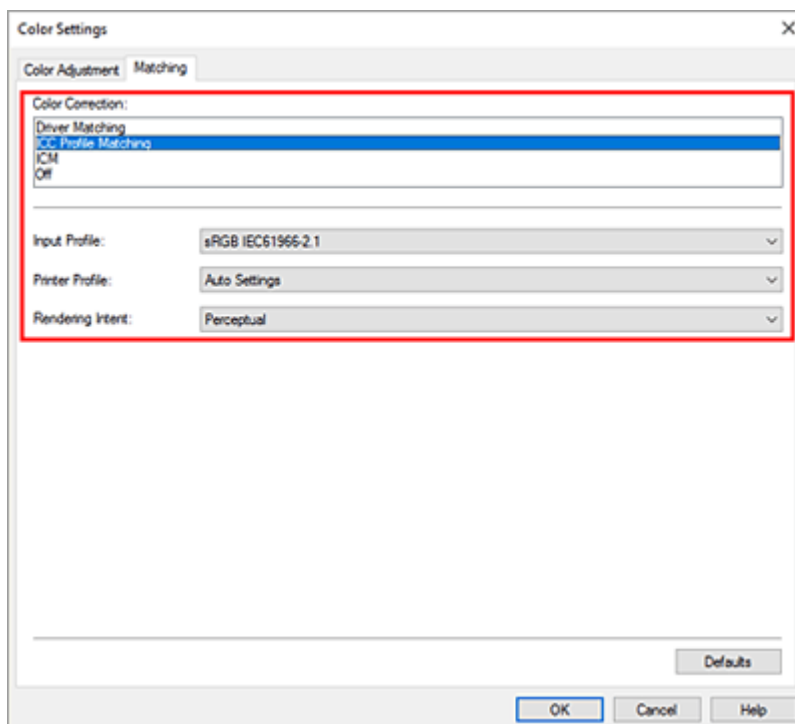 Color Settings
Color Adjustment Matching
Color Correction:
Driver Matching
ICC Profile Matching
ICM
Off
Input Profile: sRGB IEC61966-2.1
Printer Profile: Auto Settings
Rendering Intent: Perceptual
Defaults
OK Cancel Help